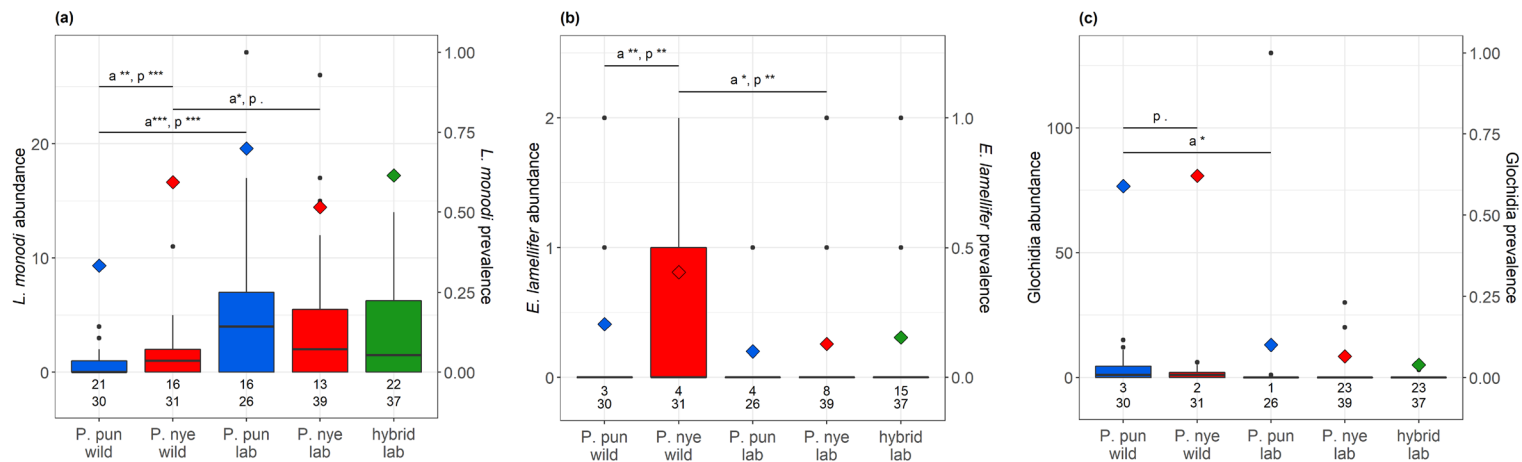 (a)
a **, p ***
a*, p .
a***, p ***
L. monodi abundance
20
10
0
1.00
0.75
0.50
0.25
0.00
L. monodi prevalence
21 16 16 13 22
30 31 26 39 37
P. pun wild
P. nye wild
P. pun lab
P. nye lab
hybrid lab
(b)
a **, p **
a *, p **
E. lamellifer abundance
2
1
0
1.0
0.5
0.0
E. lamellifer prevalence
3 4 4 8 15
30 31 26 39 37
P. pun wild
P. nye wild
P. pun lab
P. nye lab
hybrid lab
(c)
p .
a *
Glochidia abundance
100
50
0
1.00
0.75
0.50
0.25
0.00
Glochidia prevalence
3 2 1 23 23
30 31 26 39 37
P. pun wild
P. nye wild
P. pun lab
P. nye lab
hybrid lab